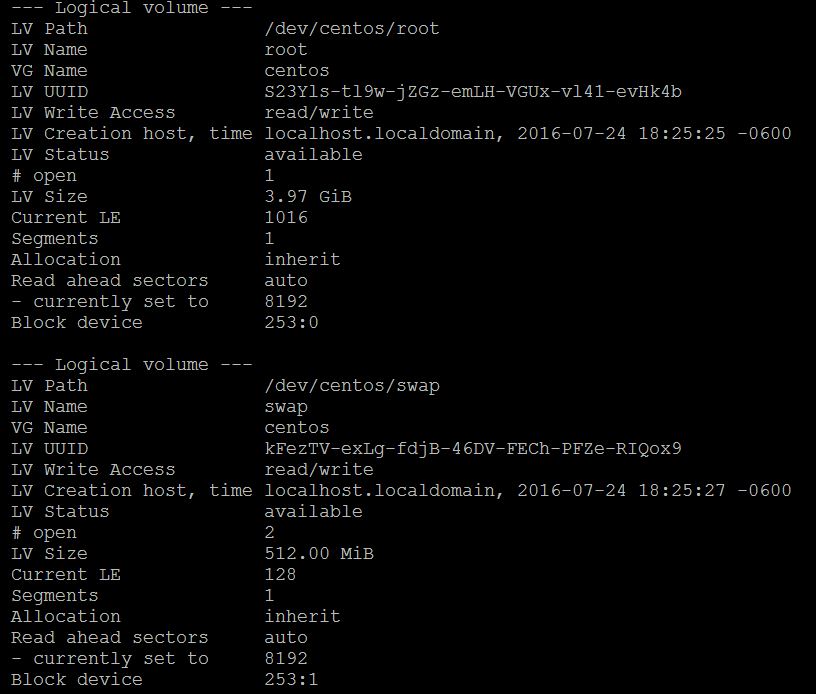 --- Logical volume ---
LV Path                /dev/centos/root
LV Name                root
VG Name                centos
LV UUID                S23Yls-tl9w-jZGz-emLH-VGUx-vl41-evHk4b
LV Write Access        read/write
LV Creation host, time localhost.localdomain, 2016-07-24 18:25:25 -0600
LV Status              available
# open                 1
LV Size                3.97 GiB
Current LE             1016
Segments               1
Allocation             inherit
Read ahead sectors     auto
- currently set to     8192
Block device           253:0

--- Logical volume ---
LV Path                /dev/centos/swap
LV Name                swap
VG Name                centos
LV UUID                kFezTV-exLg-fdjB-46DV-FECh-PFZe-RIQox9
LV Write Access        read/write
LV Creation host, time localhost.localdomain, 2016-07-24 18:25:27 -0600
LV Status              available
# open                 2
LV Size                512.00 MiB
Current LE             128
Segments               1
Allocation             inherit
Read ahead sectors     auto
- currently set to     8192
Block device           253:1